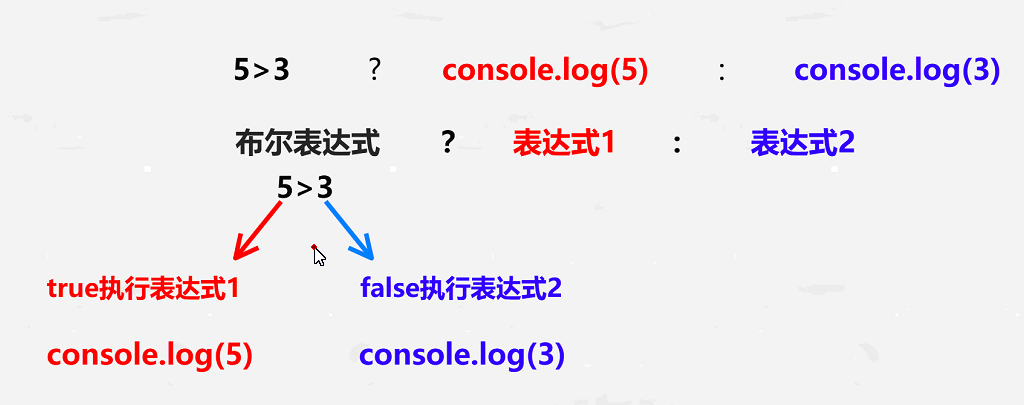 5>3 ? console.log(5) : console.log(3)
布尔表达式 ? 表达式1 : 表达式2
5>3
true执行表达式1 false执行表达式2
console.log(5) console.log(3)